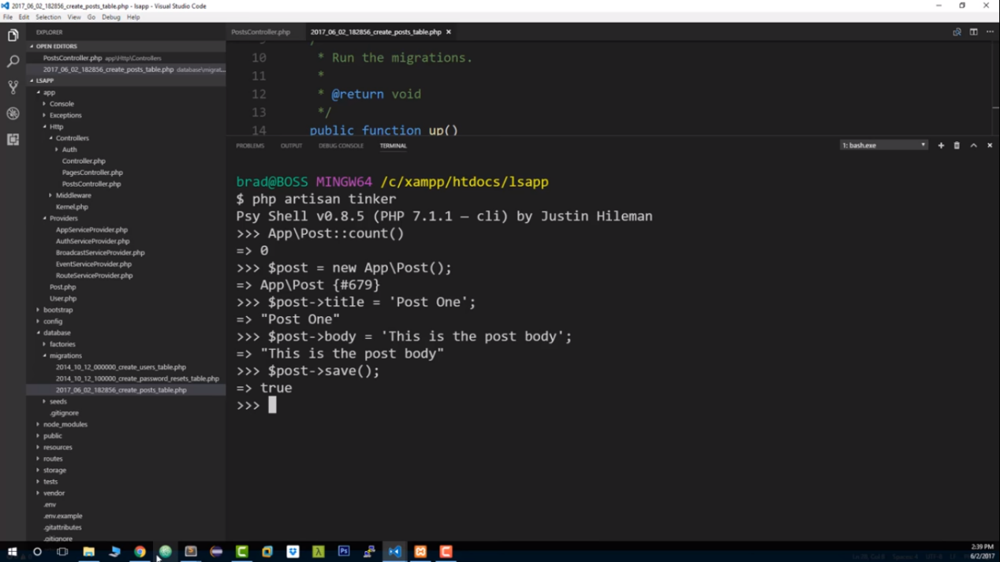 2017_06_02_182856_create_posts_table.php - lsapp - Visual Studio Code
File Edit Selection View Go Debug Help
EXPLORER
OPEN EDITORS
PostsController.php app\Http\Controllers
2017_06_02_182856_create_posts_table.php database\migrat...
LSAPP
app
Console
Exceptions
Http
Controllers
Auth
Controller.php
PagesController.php
PostsController.php
Middleware
Kernel.php
Providers
AppServiceProvider.php
AuthServiceProvider.php
BroadcastServiceProvider.php
EventServiceProvider.php
RouteServiceProvider.php
Post.php
User.php
bootstrap
config
database
factories
migrations
2014_10_12_000000_create_users_table.php
2014_10_12_100000_create_password_resets_table.php
2017_06_02_182856_create_posts_table.php
seeds
.gitignore
node_modules
public
resources
routes
storage
tests
vendor
.env
.env.example
.gitattributes
.gitignore
PostsController.php 2017_06_02_182856_create_posts_table.php
10 * Run the migrations.
11 *
12 * @return void
13 */
14 public function up()
PROBLEMS OUTPUT DEBUG CONSOLE TERMINAL 1: bash.exe
brad@BOSS MINGW64 /c/xampp/htdocs/lsapp
$ php artisan tinker
Psy Shell v0.8.5 (PHP 7.1.1 — cli) by Justin Hileman
>>> App\Post::count()
=> 0
>>> $post = new App\Post();
=> App\Post {#679}
>>> $post->title = 'Post One';
=> "Post One"
>>> $post->body = 'This is the post body';
=> "This is the post body"
>>> $post->save();
=> true
>>>
Ps
2:39 PM
6/2/2017